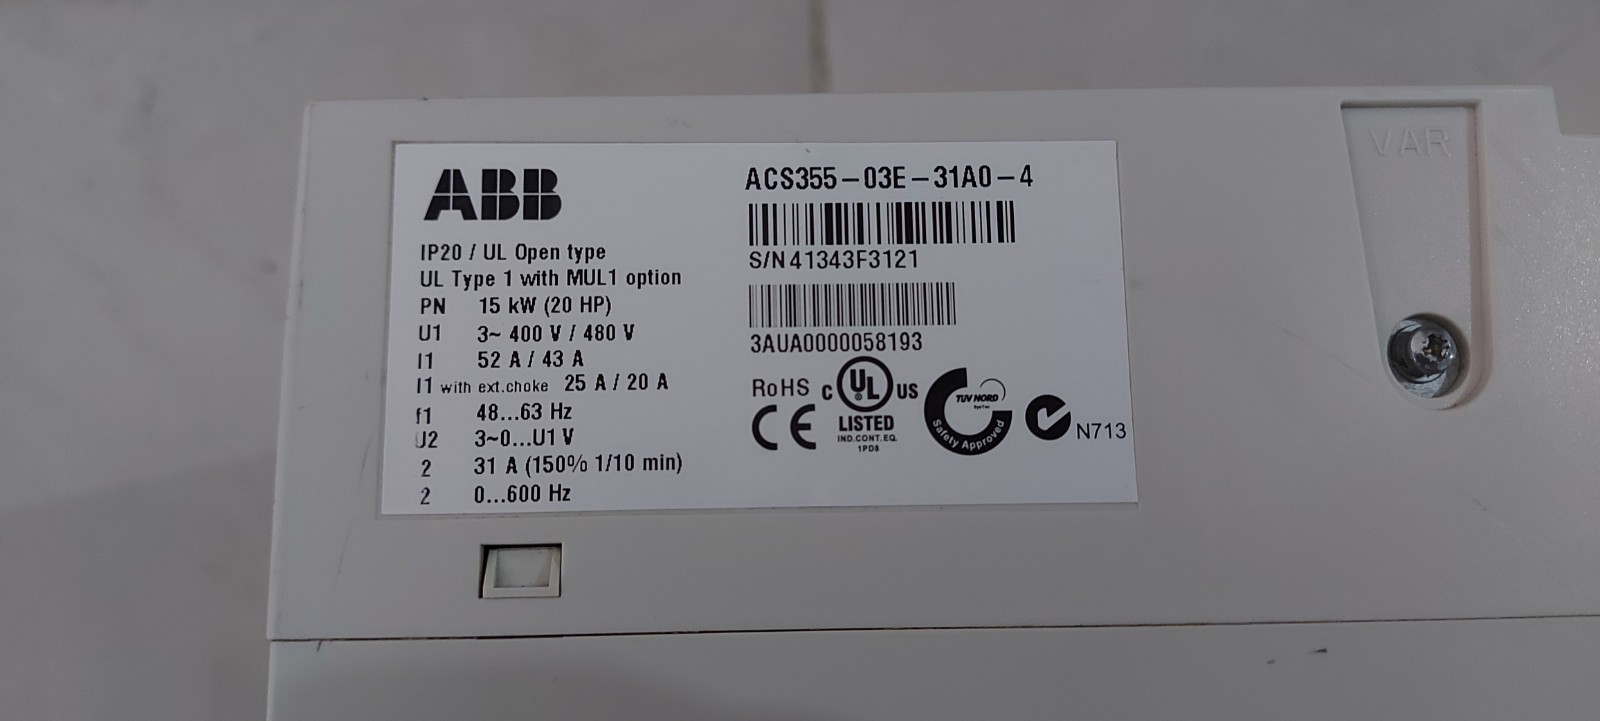 VAR
ABB
IP20 / UL Open type
UL Type 1 with MUL1 option
PN 15 kW (20 HP)
U1 3~ 400 V / 480 V
I1 52 A / 43 A
I1 with ext.choke 25 A / 20 A
f1 48...63 Hz
U2 3~0...U1 V
2 31 A (150% 1/10 min)
2 0...600 Hz
ACS355-03E-31A0-4
S/N 41343F3121
3AUA0000058193
RoHS
C UL US
®
LISTED
IND.CONT.EQ.
1PD8
CE
TUV NORD
Safety Approved
N713